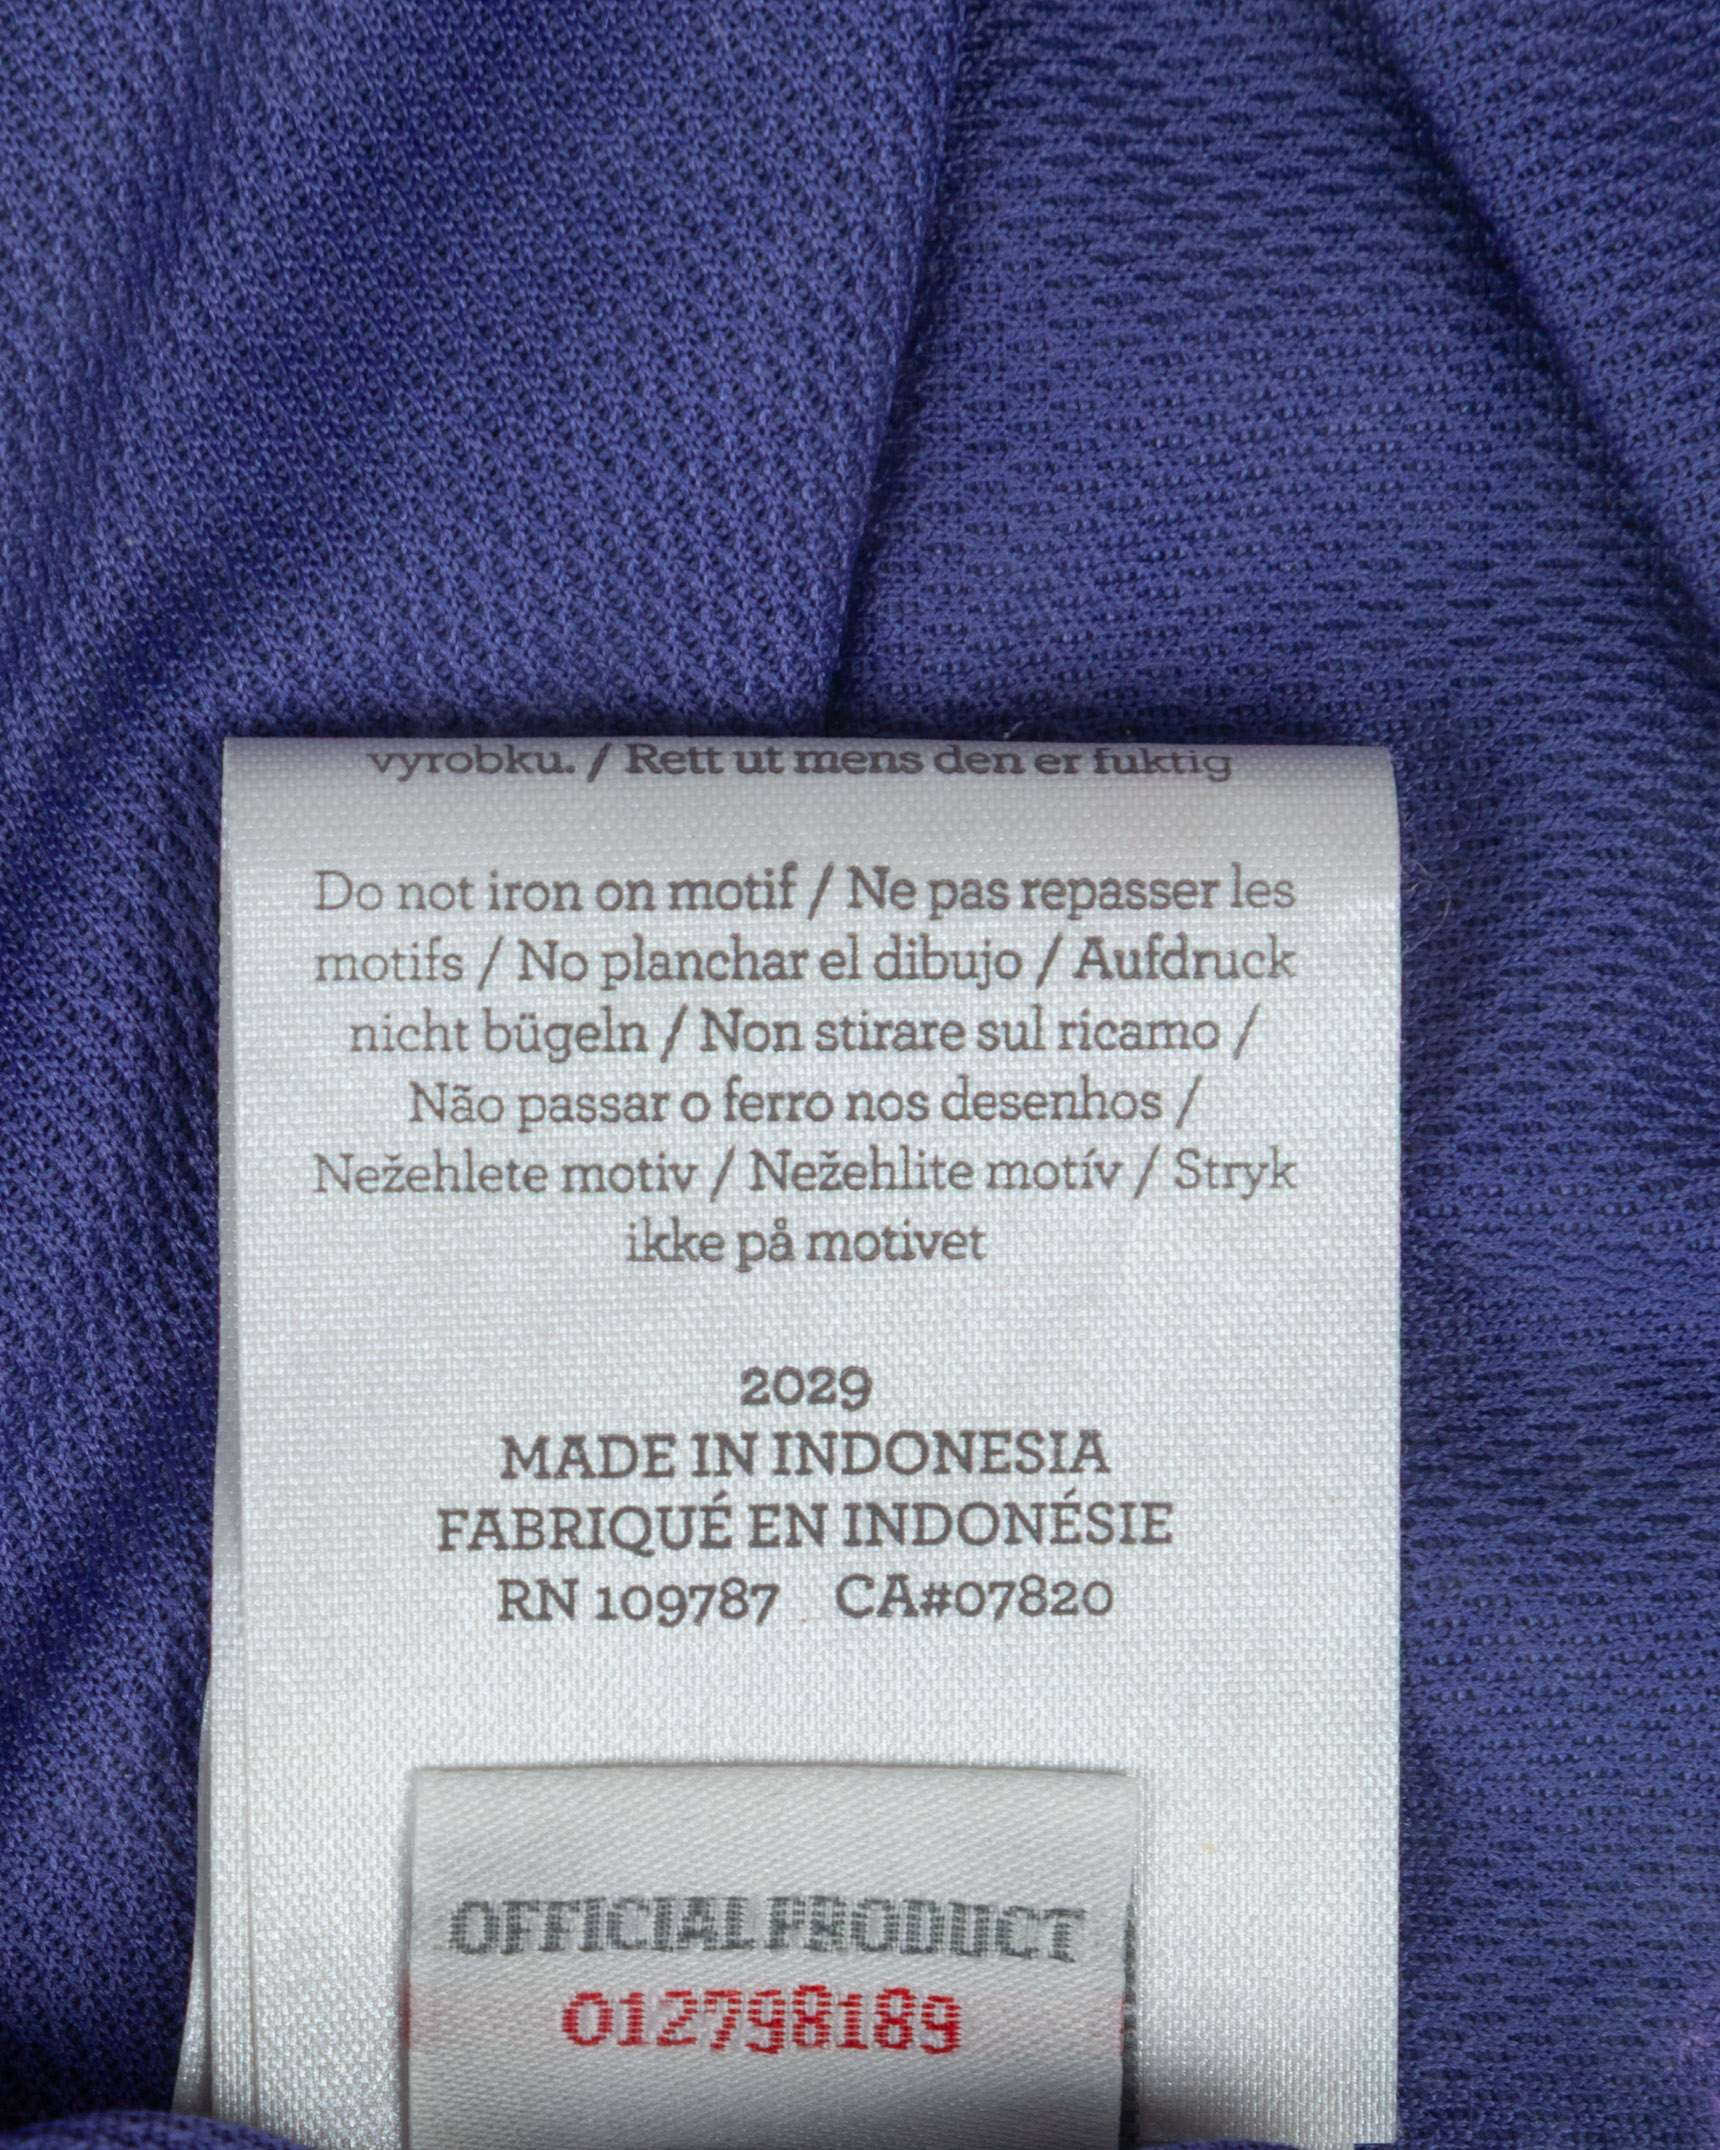 vyrobku. / Rett ut mens den er fuktig
Do not iron on motif / Ne pas repasser les
motifs / No planchar el dibujo / Aufdruck
nicht bügeln / Non stirare sul ricamo /
Não passar o ferro nos desenhos /
Nežehlete motiv / Nežehlite motív / Stryk
ikke på motivet
2029
MADE IN INDONESIA
FABRIQUÉ EN INDONÉSIE
RN 109787 CA#07820
OFFICIAL PRODUCT
012798189